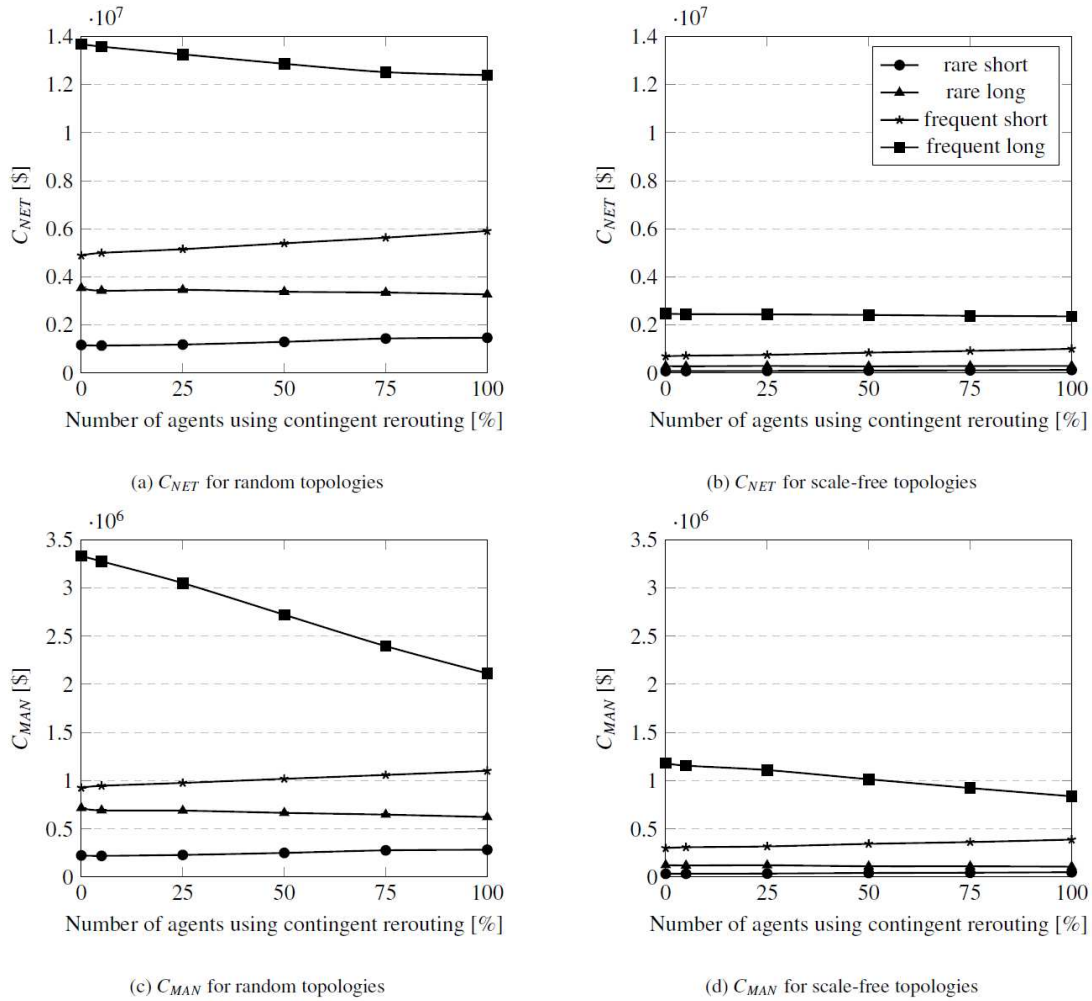 ·10^7
1.4
1.2
1
0.8
0.6
0.4
0.2
0
C_NET [$]
0 25 50 75 100
Number of agents using contingent rerouting [%]
(a) C_NET for random topologies
·10^7
1.4
1.2
1
0.8
0.6
0.4
0.2
0
C_NET [$]
rare short
rare long
frequent short
frequent long
0 25 50 75 100
Number of agents using contingent rerouting [%]
(b) C_NET for scale-free topologies
·10^6
3.5
3
2.5
2
1.5
1
0.5
0
C_MAN [$]
0 25 50 75 100
Number of agents using contingent rerouting [%]
(c) C_MAN for random topologies
·10^6
3.5
3
2.5
2
1.5
1
0.5
0
C_MAN [$]
0 25 50 75 100
Number of agents using contingent rerouting [%]
(d) C_MAN for scale-free topologies